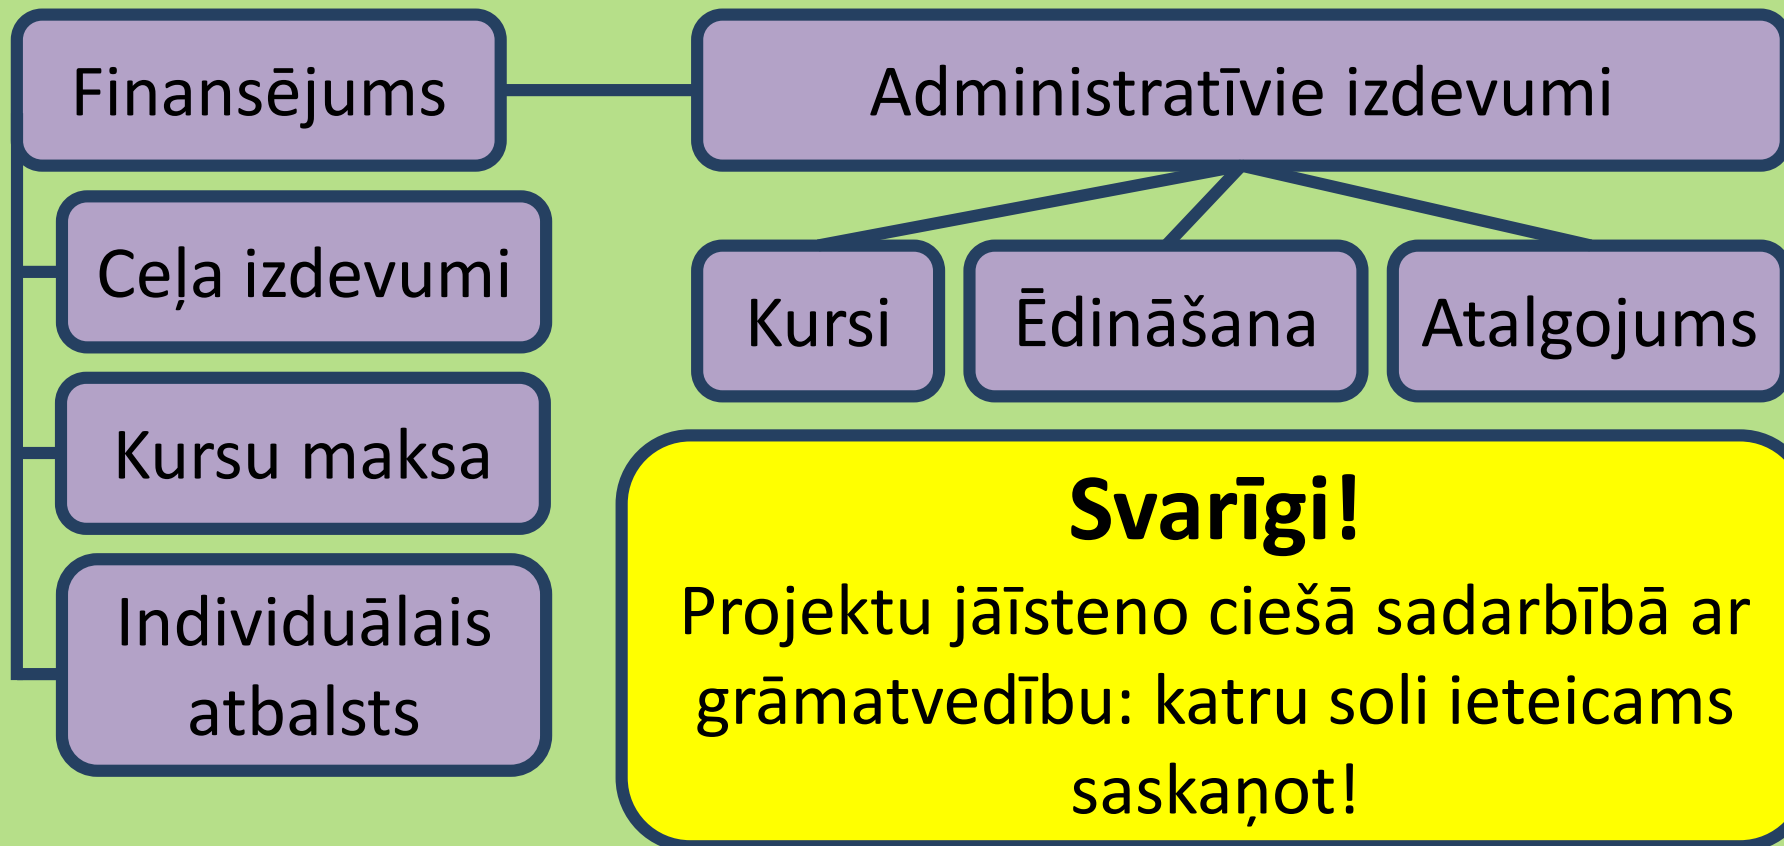 Finansējums
Administratīvie izdevumi
Ceļa izdevumi
Kursu maksa
Individuālais
atbalsts
Kursi
Ēdināšana
Atalgojums
Svarīgi!
Projektu jāīsteno ciešā sadarbībā ar
grāmatvedību: katru soli ieteicams
saskaņot!